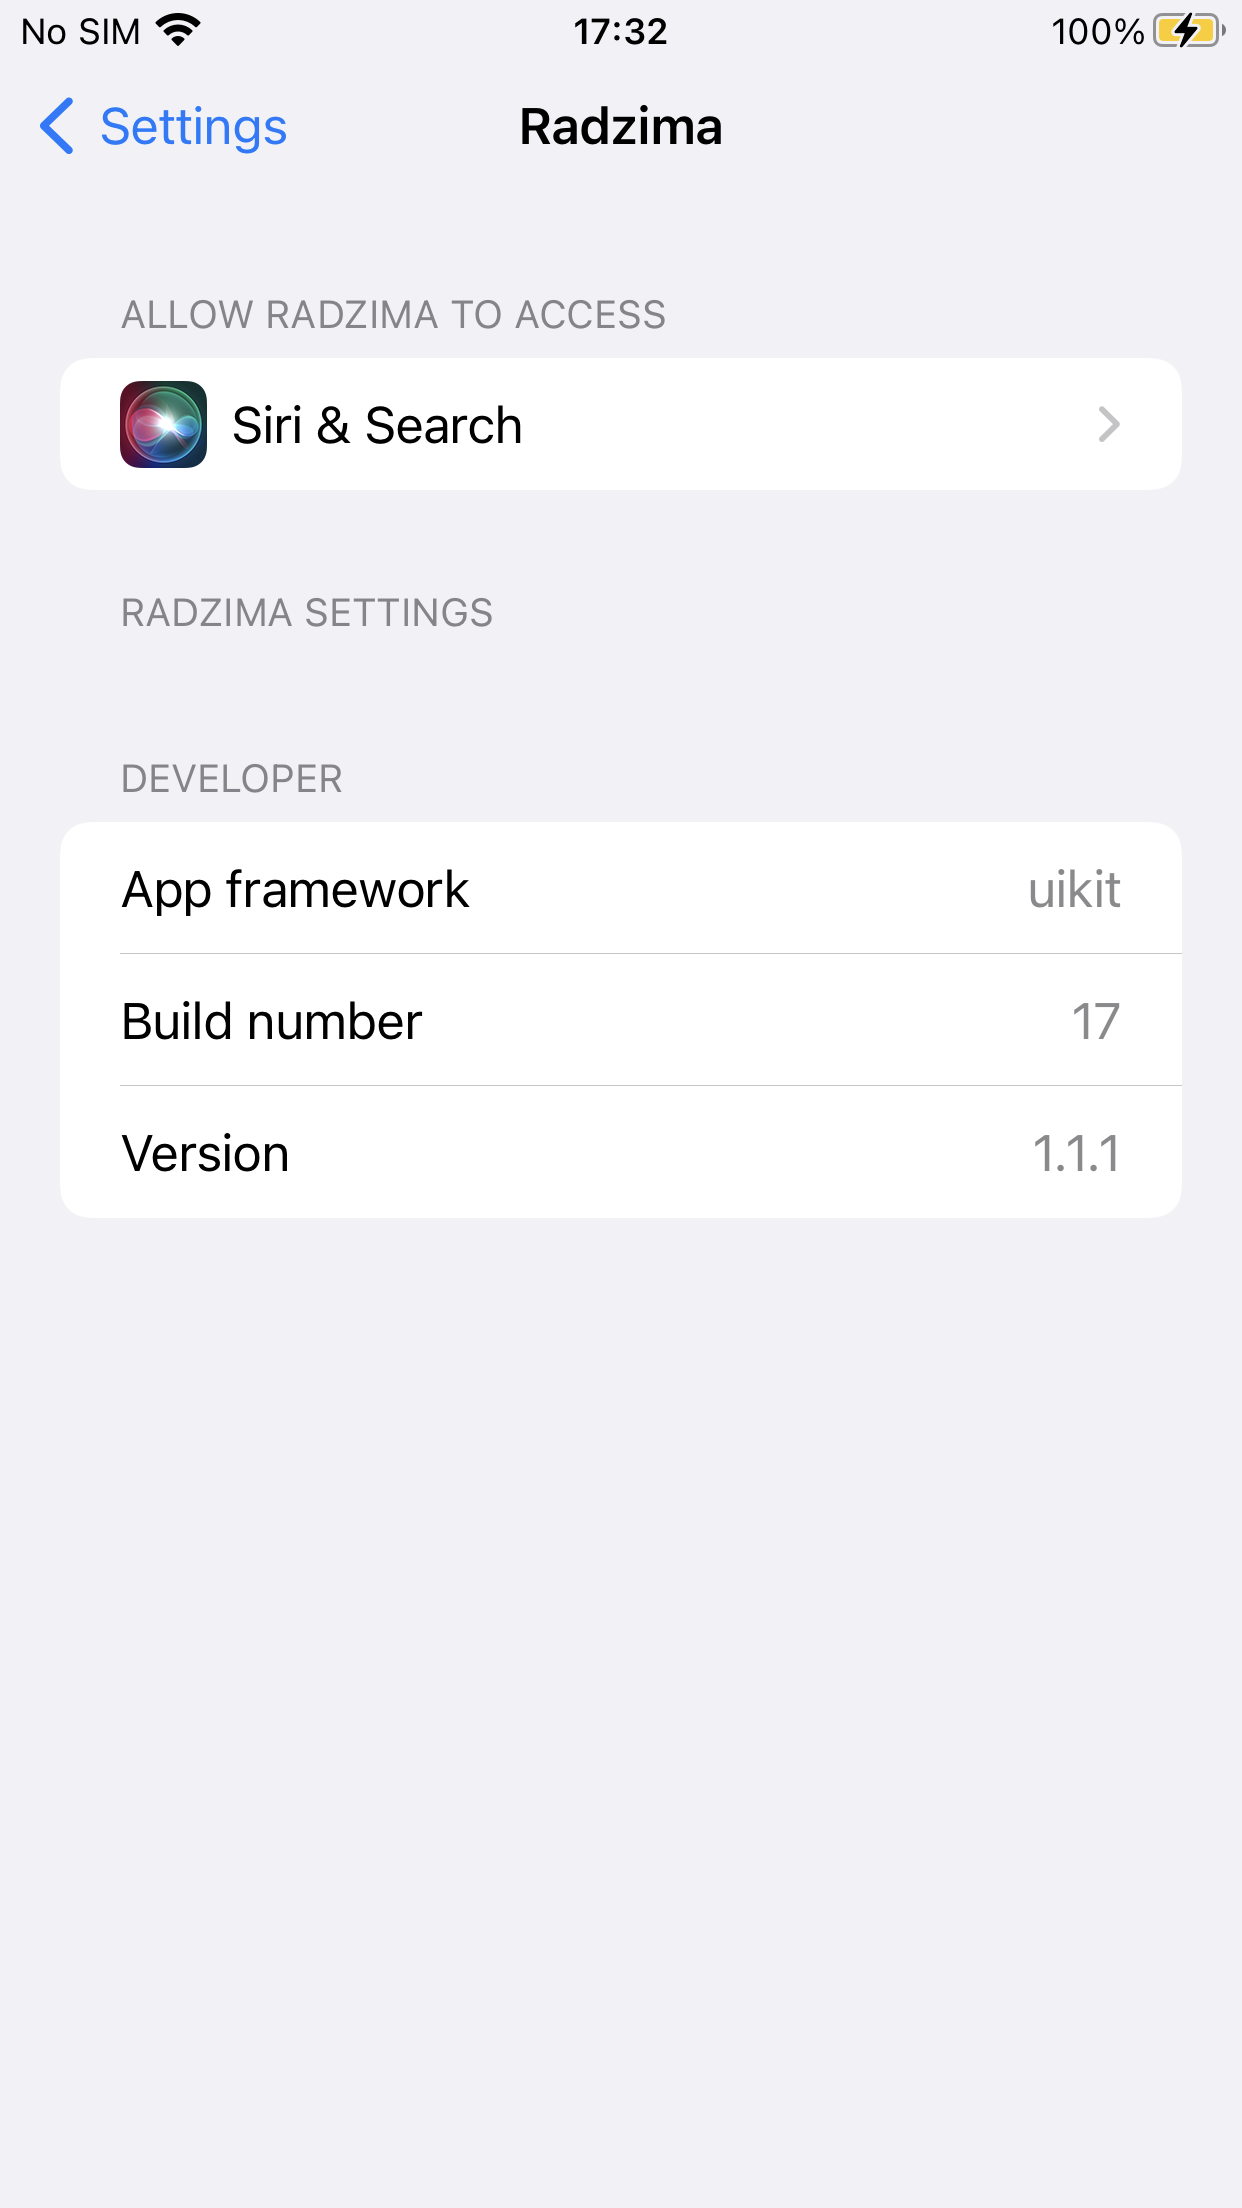 No SIM 17:32 100%
Settings Radzima
ALLOW RADZIMA TO ACCESS
Siri & Search
RADZIMA SETTINGS
DEVELOPER
App framework uikit
Build number 17
Version 1.1.1